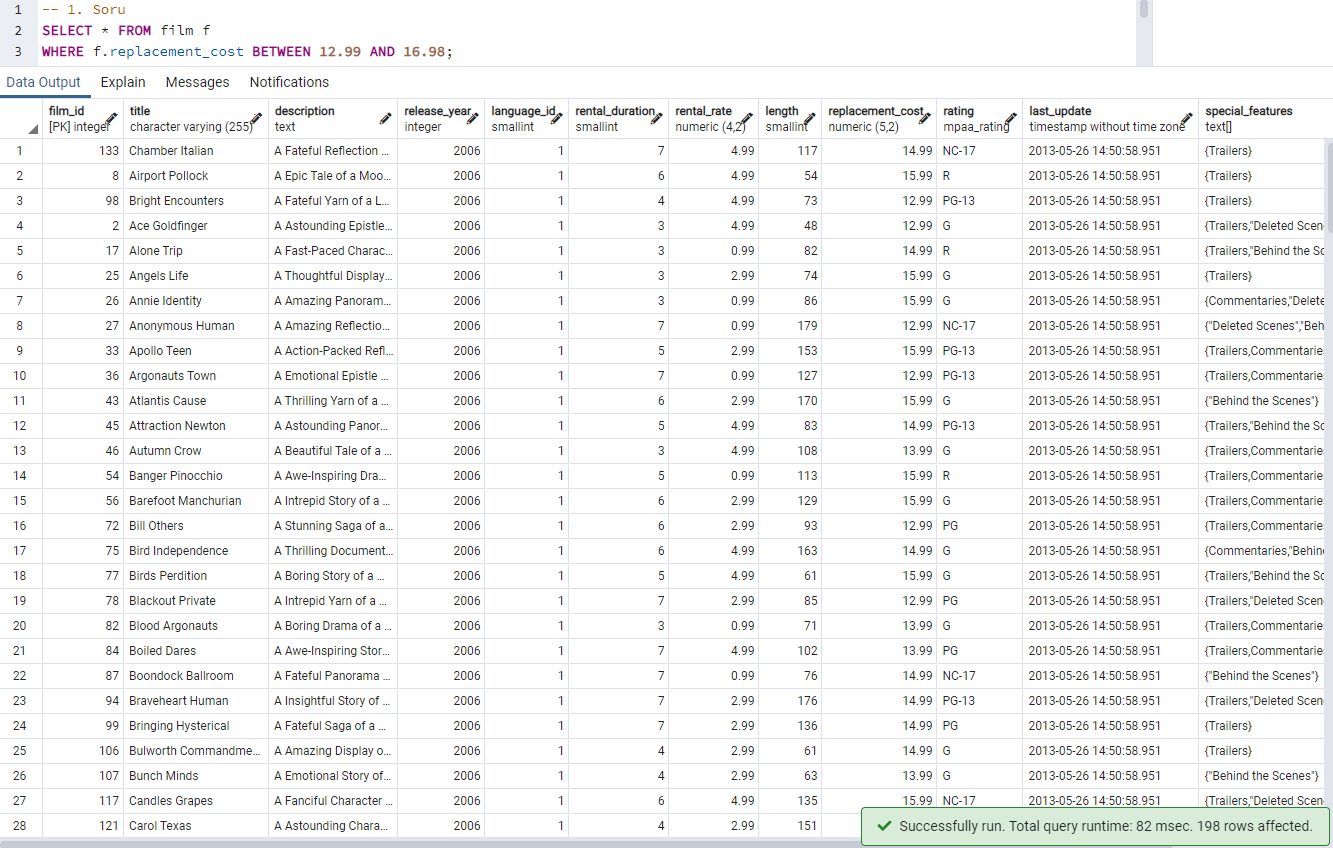 1 -- 1. Soru
2 SELECT * FROM film f
3 WHERE f.replacement_cost BETWEEN 12.99 AND 16.98;
Data Output Explain Messages Notifications
film_id title description release_year language_id rental_duration rental_rate length replacement_cost rating last_update special_features
[PK] integer character varying (255) text integer smallint smallint numeric (4,2) smallint numeric (5,2) mpaa_rating timestamp without time zone text[]
1 133 Chamber Italian A Fateful Reflection ... 2006 1 7 4.99 117 14.99 NC-17 2013-05-26 14:50:58.951 {Trailers}
2 8 Airport Pollock A Epic Tale of a Moo... 2006 1 6 4.99 54 15.99 R 2013-05-26 14:50:58.951 {Trailers}
3 98 Bright Encounters A Fateful Yarn of a L... 2006 1 4 4.99 73 12.99 PG-13 2013-05-26 14:50:58.951 {Trailers}
4 2 Ace Goldfinger A Astounding Epistle... 2006 1 3 4.99 48 12.99 G 2013-05-26 14:50:58.951 {Trailers,"Deleted Scen
5 17 Alone Trip A Fast-Paced Charac... 2006 1 3 0.99 82 14.99 R 2013-05-26 14:50:58.951 {Trailers,"Behind the Sc
6 25 Angels Life A Thoughtful Display... 2006 1 3 2.99 74 15.99 G 2013-05-26 14:50:58.951 {Trailers}
7 26 Annie Identity A Amazing Panoram... 2006 1 3 0.99 86 15.99 G 2013-05-26 14:50:58.951 {Commentaries,"Delete
8 27 Anonymous Human A Amazing Reflectio... 2006 1 7 0.99 179 12.99 NC-17 2013-05-26 14:50:58.951 {"Deleted Scenes","Beh
9 33 Apollo Teen A Action-Packed Refl... 2006 1 5 2.99 153 15.99 PG-13 2013-05-26 14:50:58.951 {Trailers,Commentarie
10 36 Argonauts Town A Emotional Epistle ... 2006 1 7 0.99 127 12.99 PG-13 2013-05-26 14:50:58.951 {Trailers,Commentarie
11 43 Atlantis Cause A Thrilling Yarn of a ... 2006 1 6 2.99 170 15.99 G 2013-05-26 14:50:58.951 {"Behind the Scenes"}
12 45 Attraction Newton A Astounding Panor... 2006 1 5 4.99 83 14.99 PG-13 2013-05-26 14:50:58.951 {Trailers,"Behind the Sc
13 46 Autumn Crow A Beautiful Tale of a ... 2006 1 3 4.99 108 13.99 G 2013-05-26 14:50:58.951 {Trailers,Commentarie
14 54 Banger Pinocchio A Awe-Inspiring Dra... 2006 1 5 0.99 113 15.99 R 2013-05-26 14:50:58.951 {Trailers,Commentarie
15 56 Barefoot Manchurian A Intrepid Story of a ... 2006 1 6 2.99 129 15.99 G 2013-05-26 14:50:58.951 {Trailers,Commentarie
16 72 Bill Others A Stunning Saga of a... 2006 1 6 2.99 93 12.99 PG 2013-05-26 14:50:58.951 {Trailers,Commentarie
17 75 Bird Independence A Thrilling Document... 2006 1 6 4.99 163 14.99 G 2013-05-26 14:50:58.951 {Commentaries,"Behin
18 77 Birds Perdition A Boring Story of a ... 2006 1 5 4.99 61 15.99 G 2013-05-26 14:50:58.951 {Trailers,"Behind the Sc
19 78 Blackout Private A Intrepid Yarn of a ... 2006 1 7 2.99 85 12.99 PG 2013-05-26 14:50:58.951 {Trailers,"Deleted Scen
20 82 Blood Argonauts A Boring Drama of a ... 2006 1 3 0.99 71 13.99 G 2013-05-26 14:50:58.951 {Trailers,Commentarie
21 84 Boiled Dares A Awe-Inspiring Stor... 2006 1 7 4.99 102 13.99 PG 2013-05-26 14:50:58.951 {Trailers,Commentarie
22 87 Boondock Ballroom A Fateful Panorama ... 2006 1 7 0.99 76 14.99 NC-17 2013-05-26 14:50:58.951 {"Behind the Scenes"}
23 94 Braveheart Human A Insightful Story of ... 2006 1 7 2.99 176 14.99 PG-13 2013-05-26 14:50:58.951 {Trailers,"Deleted Scen
24 99 Bringing Hysterical A Fateful Saga of a ... 2006 1 7 2.99 136 14.99 PG 2013-05-26 14:50:58.951 {Trailers}
25 106 Bulworth Commandme... A Amazing Display o... 2006 1 4 2.99 61 14.99 G 2013-05-26 14:50:58.951 {Trailers}
26 107 Bunch Minds A Emotional Story of... 2006 1 4 2.99 63 13.99 G 2013-05-26 14:50:58.951 {"Behind the Scenes"}
27 117 Candles Grapes A Fanciful Character ... 2006 1 6 4.99 135 15.99 NC-17 2013-05-26 14:50:58.951 {Trailers,"Deleted Scen
28 121 Carol Texas A Astounding Chara... 2006 1 4 2.99 151
Successfully run. Total query runtime: 82 msec. 198 rows affected.